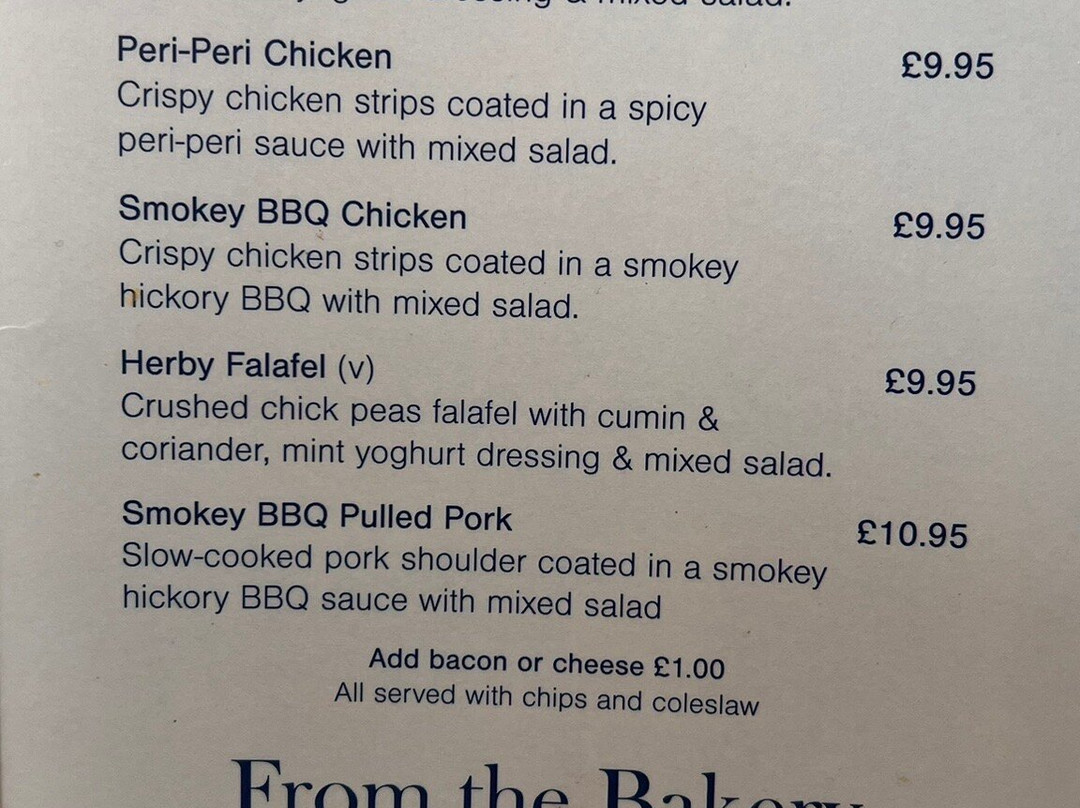 dressing & mixed salad.
Peri-Peri Chicken £9.95
Crispy chicken strips coated in a spicy
peri-peri sauce with mixed salad.
Smokey BBQ Chicken £9.95
Crispy chicken strips coated in a smokey
hickory BBQ with mixed salad.
Herby Falafel (v) £9.95
Crushed chick peas falafel with cumin &
coriander, mint yoghurt dressing & mixed salad.
Smokey BBQ Pulled Pork £10.95
Slow-cooked pork shoulder coated in a smokey
hickory BBQ sauce with mixed salad
Add bacon or cheese £1.00
All served with chips and coleslaw
From the Bakery